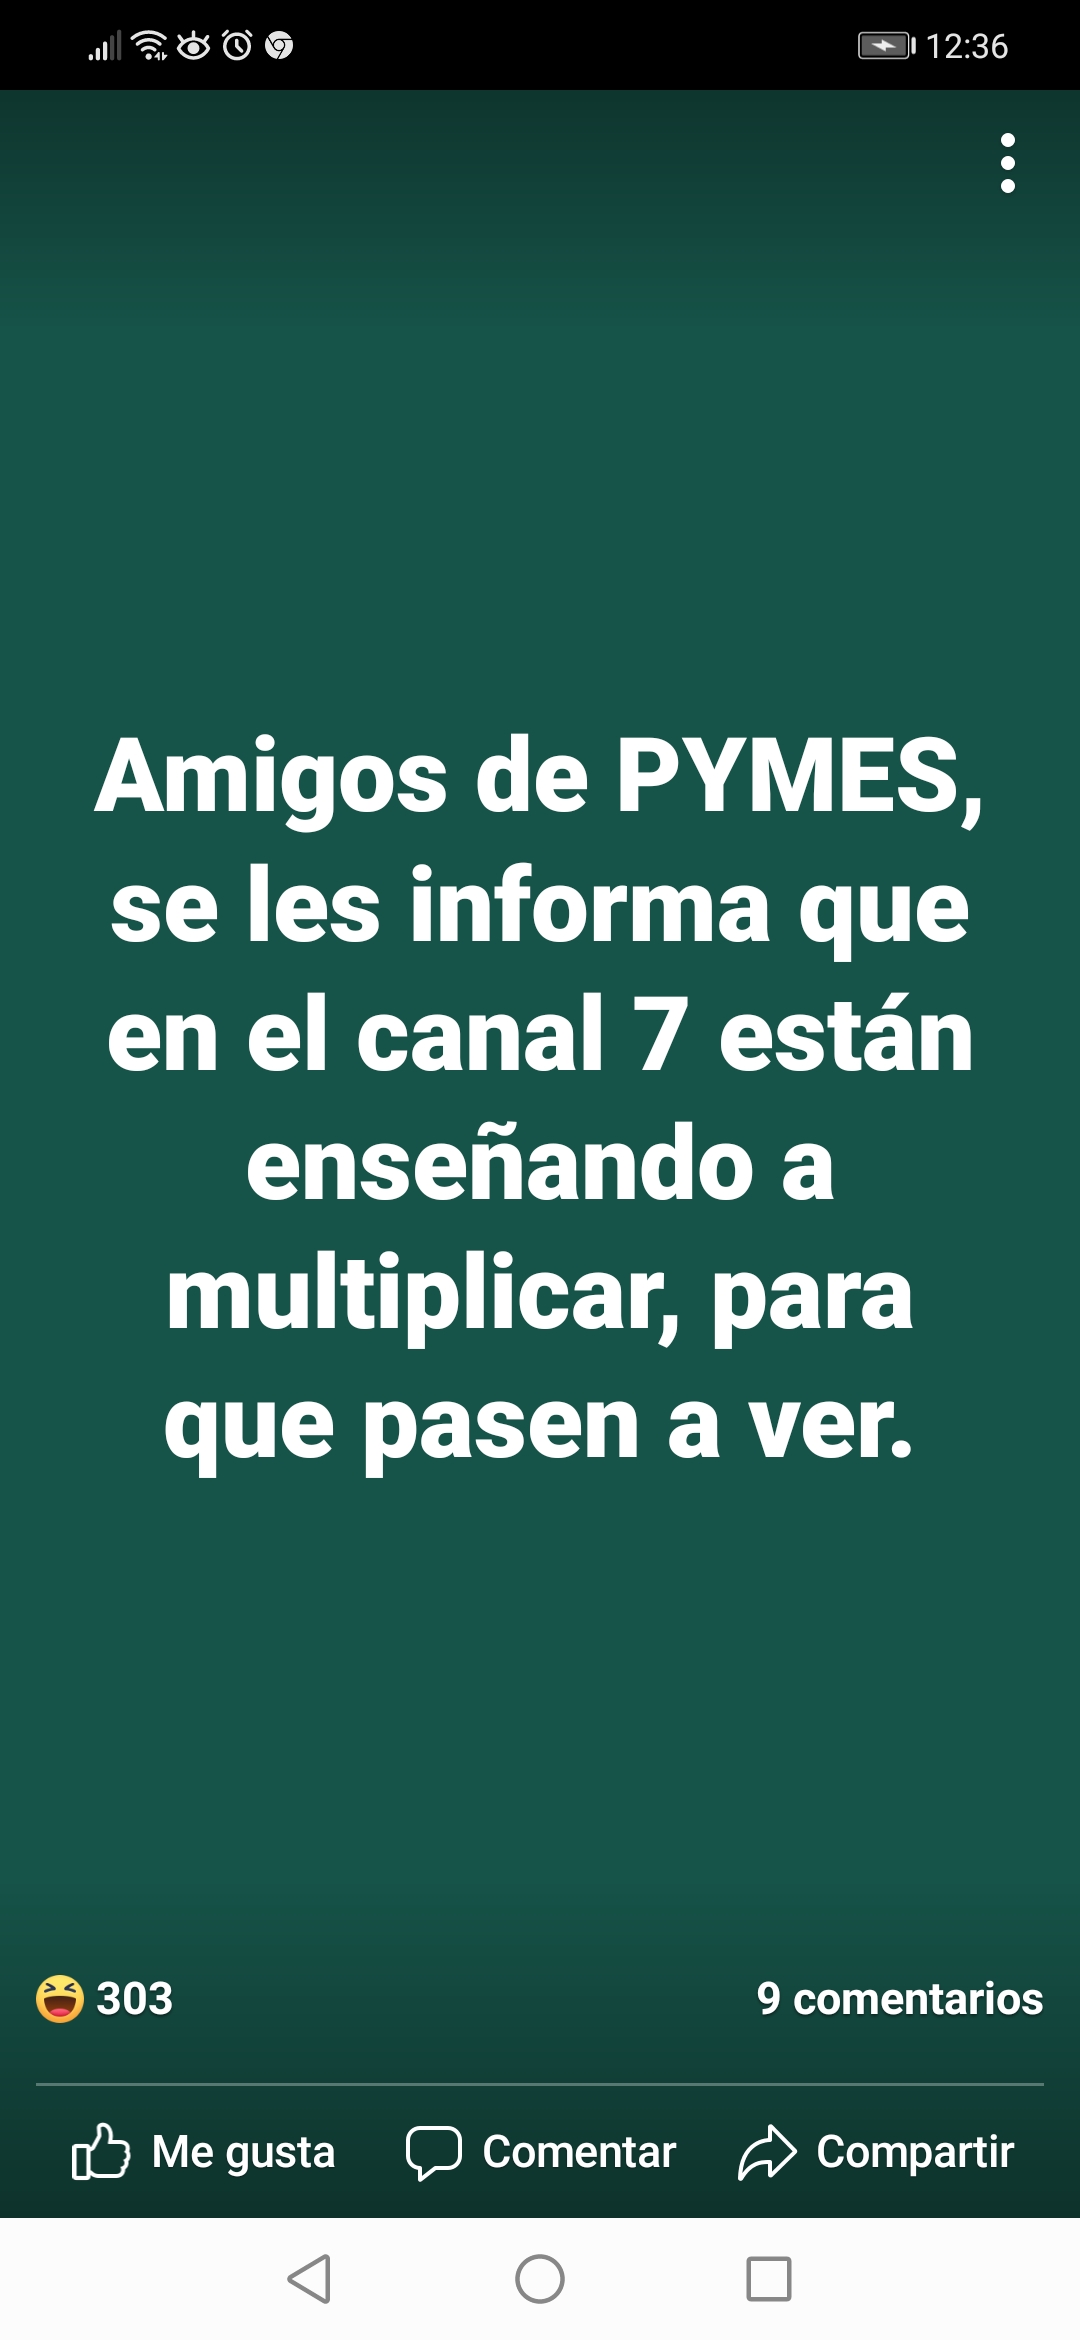 12:36
Amigos de PYMES,
se les informa que
en el canal 7 están
enseñando a
multiplicar, para
que pasen a ver.
303 9 comentarios
Me gusta Comentar Compartir